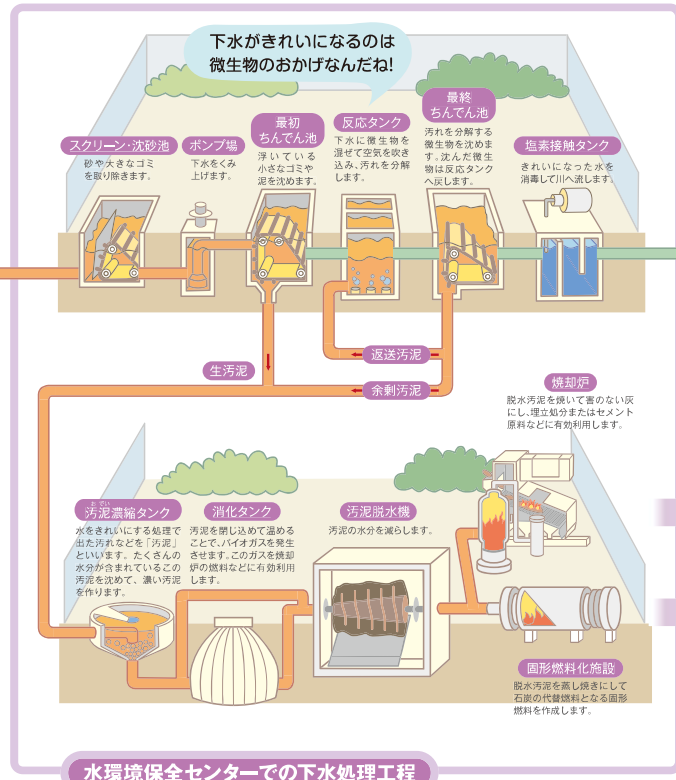 下水がきれいになるのは
微生物のおかげなんだね!
スクリーン・沈砂池
砂や大きなゴミ
を取り除きます。
ポンプ場
下水をくみ
上げます。
最初
ちんでん池
浮いている
小さなゴミや
泥を沈めます。
反応タンク
下水に微生物を
混ぜて空気を吹き
込み、汚れを分解
します。
最終
ちんでん池
汚れを分解する
微生物を沈めま
す。沈んだ微生
物は反応タンク
へ戻します。
塩素接触タンク
きれいになった水を
消毒して川へ流します。
返送汚泥
生汚泥
余剰汚泥
焼却炉
脱水汚泥を焼いて害のない灰
にし、埋立処分またはセメント
原料などに有効利用します。
おでい
汚泥濃縮タンク
水をきれいにする処理で
出た汚れなどを「汚泥」
といいます。たくさんの
水分が含まれているこの
汚泥を沈めて、濃い汚泥
を作ります。
消化タンク
汚泥を閉じ込めて温める
ことで、バイオガスを発生
させます。このガスを焼却
炉の燃料などに有効利用
します。
汚泥脱水機
汚泥の水分を減らします。
固形燃料化施設
脱水汚泥を蒸し焼きにして
石炭の代替燃料となる固形
燃料を作成します。
水環境保全センターでの下水処理工程